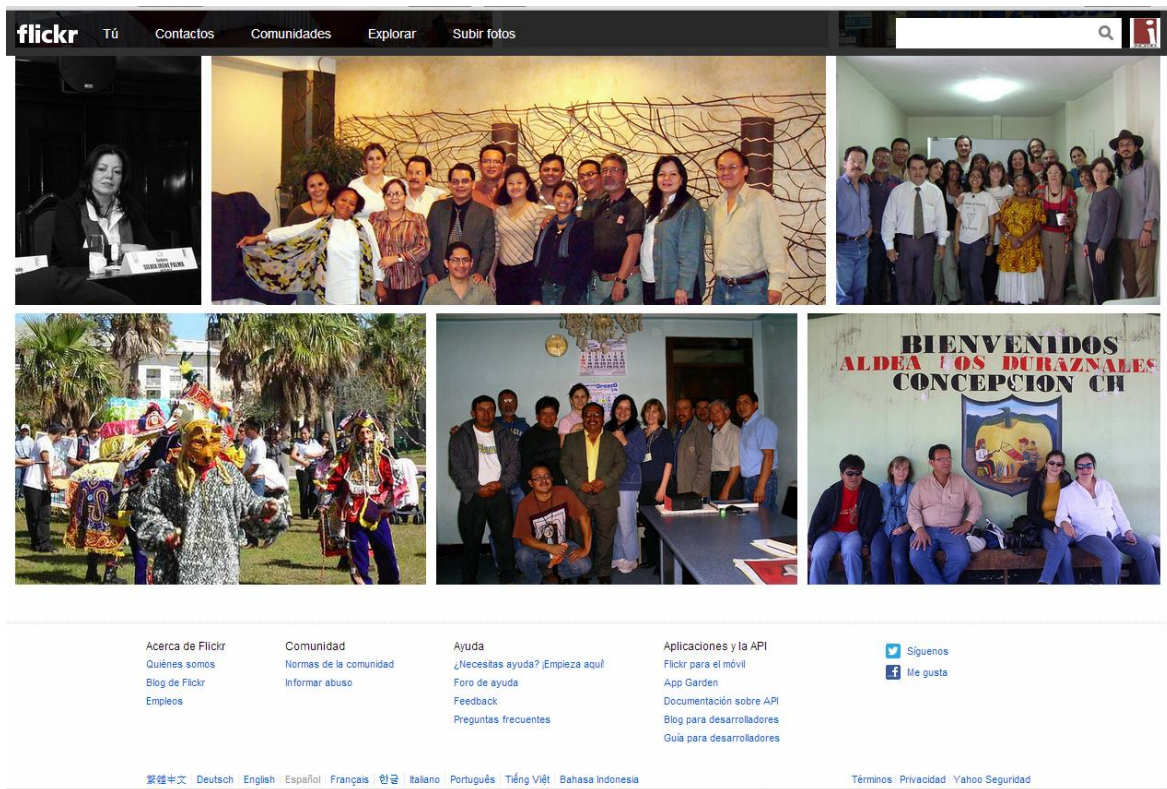 flickr Tú Contactos Comunidades Explorar Subir fotos
SILVIA IRENE PALMA
BIENVENIDOS
ALDEA LOS DURAZNALES
CONCEPCION CH
Acerca de Flickr
Quiénes somos
Blog de Flickr
Empleos
Comunidad
Normas de la comunidad
Informar abuso
Ayuda
¿Necesitas ayuda? ¡Empieza aquí!
Foro de ayuda
Feedback
Preguntas frecuentes
Aplicaciones y la API
Flickr para el móvil
App Garden
Documentación sobre API
Blog para desarrolladores
Guía para desarrolladores
Síguenos
Me gusta
繁體中文 Deutsch English Español Français 한글 Italiano Português Tiếng Việt Bahasa Indonesia
Términos Privacidad Yahoo Seguridad